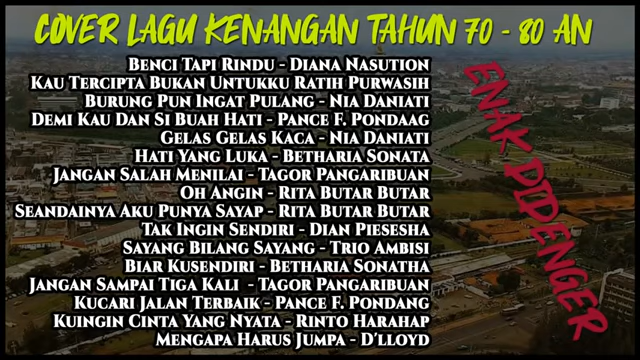 COVER LAGU KENANGAN TAHUN 70 - 80 AN
BENCI TAPI RINDU - DIANA NASUTION
KAU TERCIPTA BUKAN UNTUKKU RATIH PURWASIH
BURUNG PUN INGAT PULANG - NIA DANIATI
DEMI KAU DAN SI BUAH HATI - PANCE F. PONDAAG
GELAS GELAS KACA - NIA DANIATI
HATI YANG LUKA - BETHARIA SONATA
JANGAN SALAH MENILAI - TAGOR PANGARIBUAN
OH ANGIN - RITA BUTAR BUTAR
SEANDAINYA AKU PUNYA SAYAP - RITA BUTAR BUTAR
TAK INGIN SENDIRI - DIAN PIESESHA
SAYANG BILANG SAYANG - TRIO AMBISI
BIAR KUSENDIRI - BETHARIA SONATHA
JANGAN SAMPAI TIGA KALI - TAGOR PANGARIBUAN
KUCARI JALAN TERBAIK - PANCE F. PONDANG
KUINGIN CINTA YANG NYATA - RINTO HARAHAP
MENGAPA HARUS JUMPA - D'LLOYD
ENAK DIDENGER